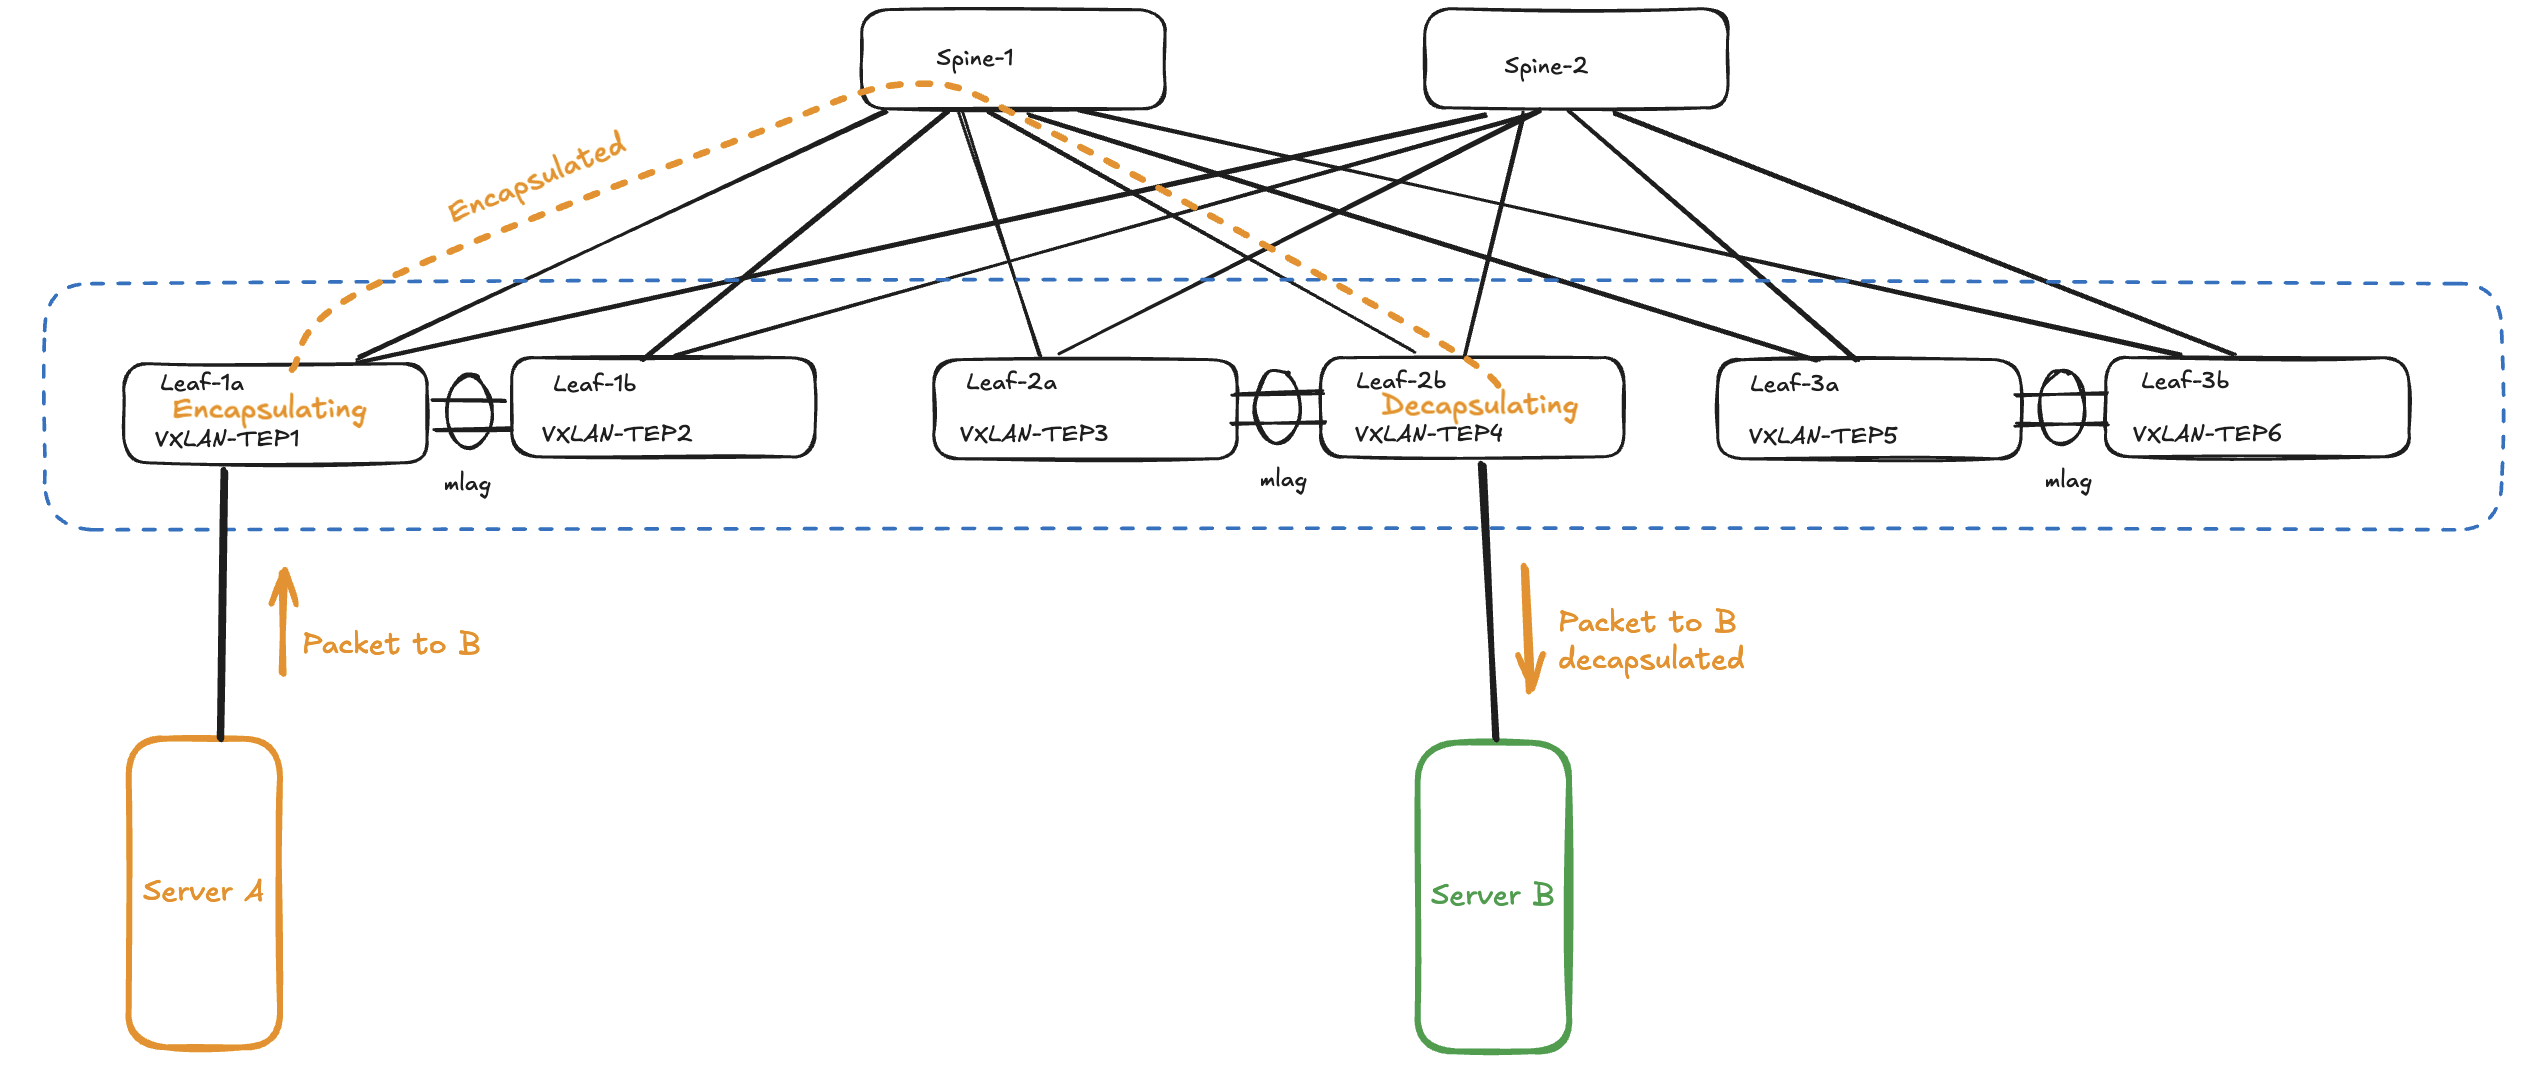 Spine-1
Spine-2
Encapsulated
Leaf-1a
Encapsulating
VXLAN-TEP1
mlag
Leaf-1b
VXLAN-TEP2
Leaf-2a
VXLAN-TEP3
mlag
Leaf-2b
Decapsulating
VXLAN-TEP4
Leaf-3a
VXLAN-TEP5
mlag
Leaf-3b
VXLAN-TEP6
Packet to B
Packet to B
decapsulated
Server A
Server B